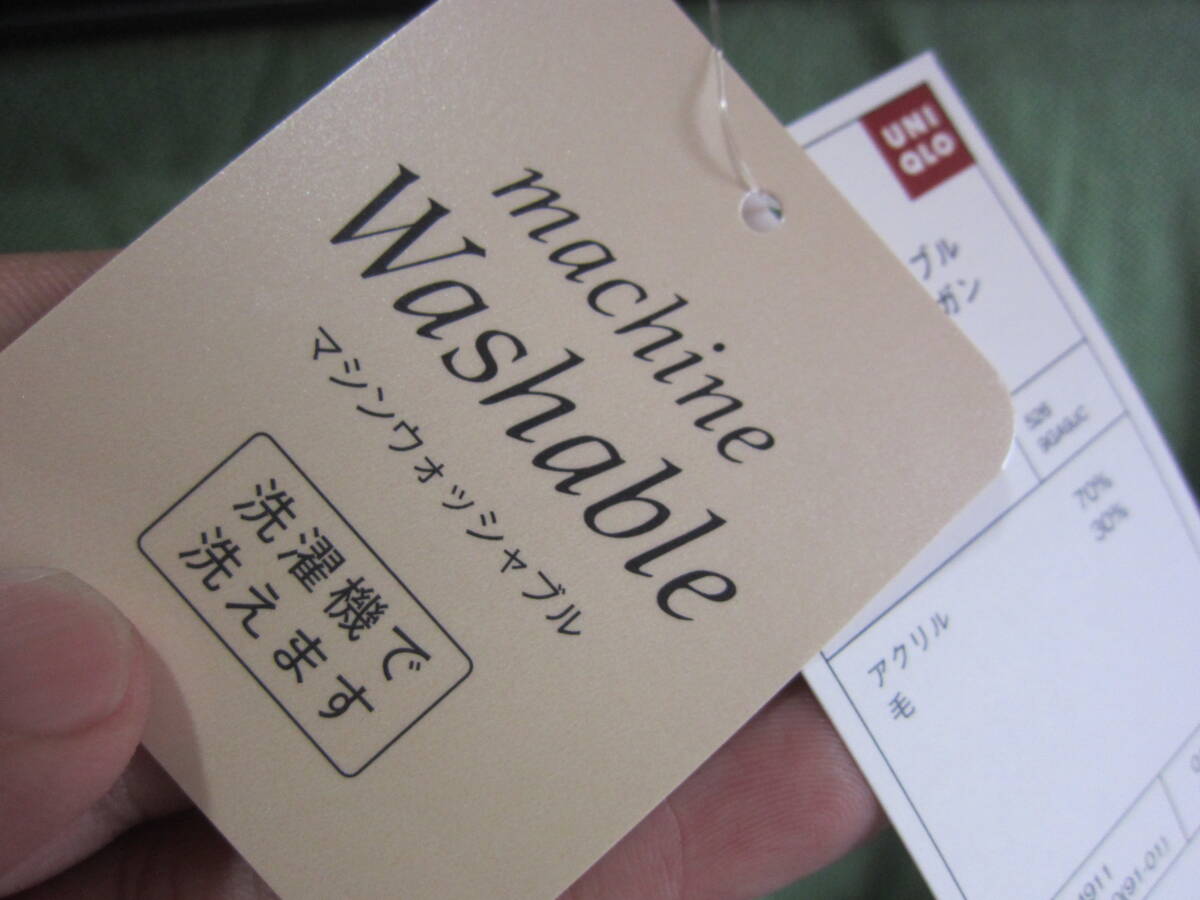 machine
Washable
マシンウォッシャブル
洗濯機で
洗えます
UNI
QLO
ブル
ガン
70%
30%
アクリル
毛